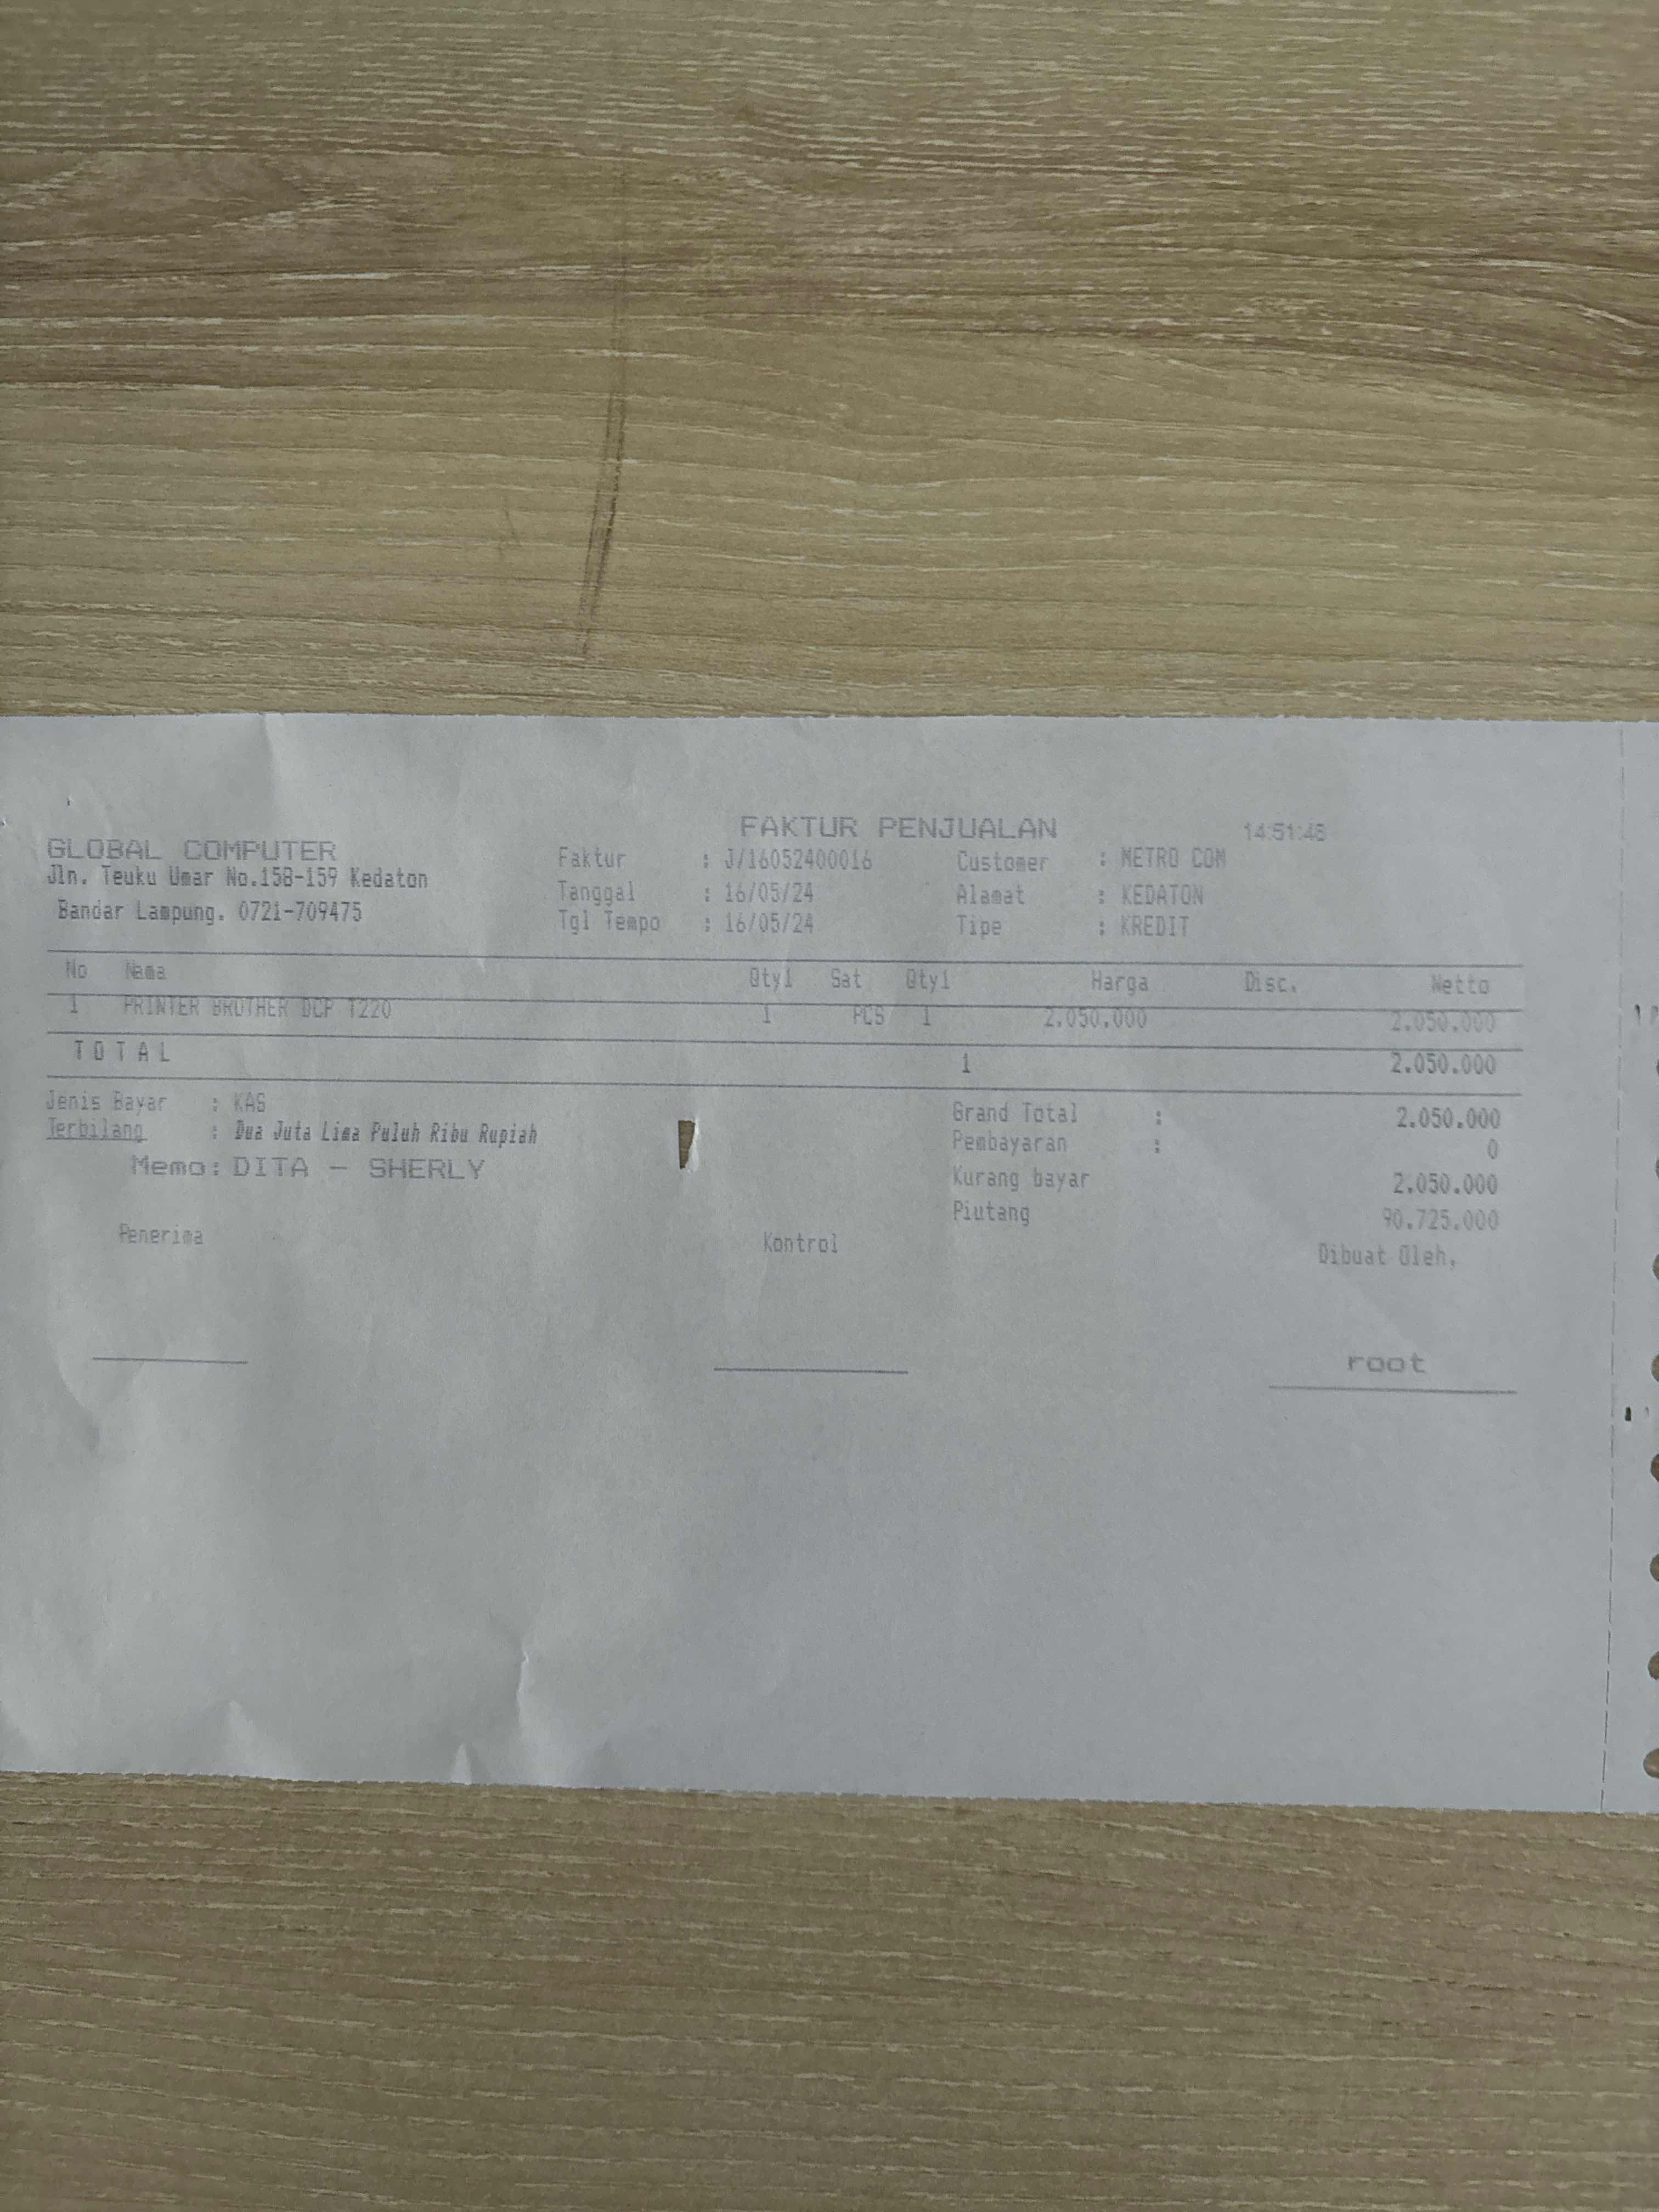 FAKTUR PENJUALAN 14:51:46
GLOBAL COMPUTER
Jln. Teuku Umar No.158-159 Kedaton
Bandar Lampung. 0721-709475
Faktur : J/16052400016
Tanggal : 16/05/24
Tgl Tempo : 16/05/24
Customer : METRO COM
Alamat : KEDATON
Tipe : KREDIT
No Nama Qty1 Sat Qty1 Harga Disc. Netto
1 PRINTER BROTHER DCP T220 1 PCS 1 2.050.000 2.050.000
T O T A L 1 2.050.000
Jenis Bayar : KAS
Terbilang : Dua Juta Lima Puluh Ribu Rupiah
Memo: DITA - SHERLY
Grand Total : 2.050.000
Pembayaran : 0
Kurang bayar 2.050.000
Piutang 90.725.000
Penerima Kontrol Dibuat Oleh,
root